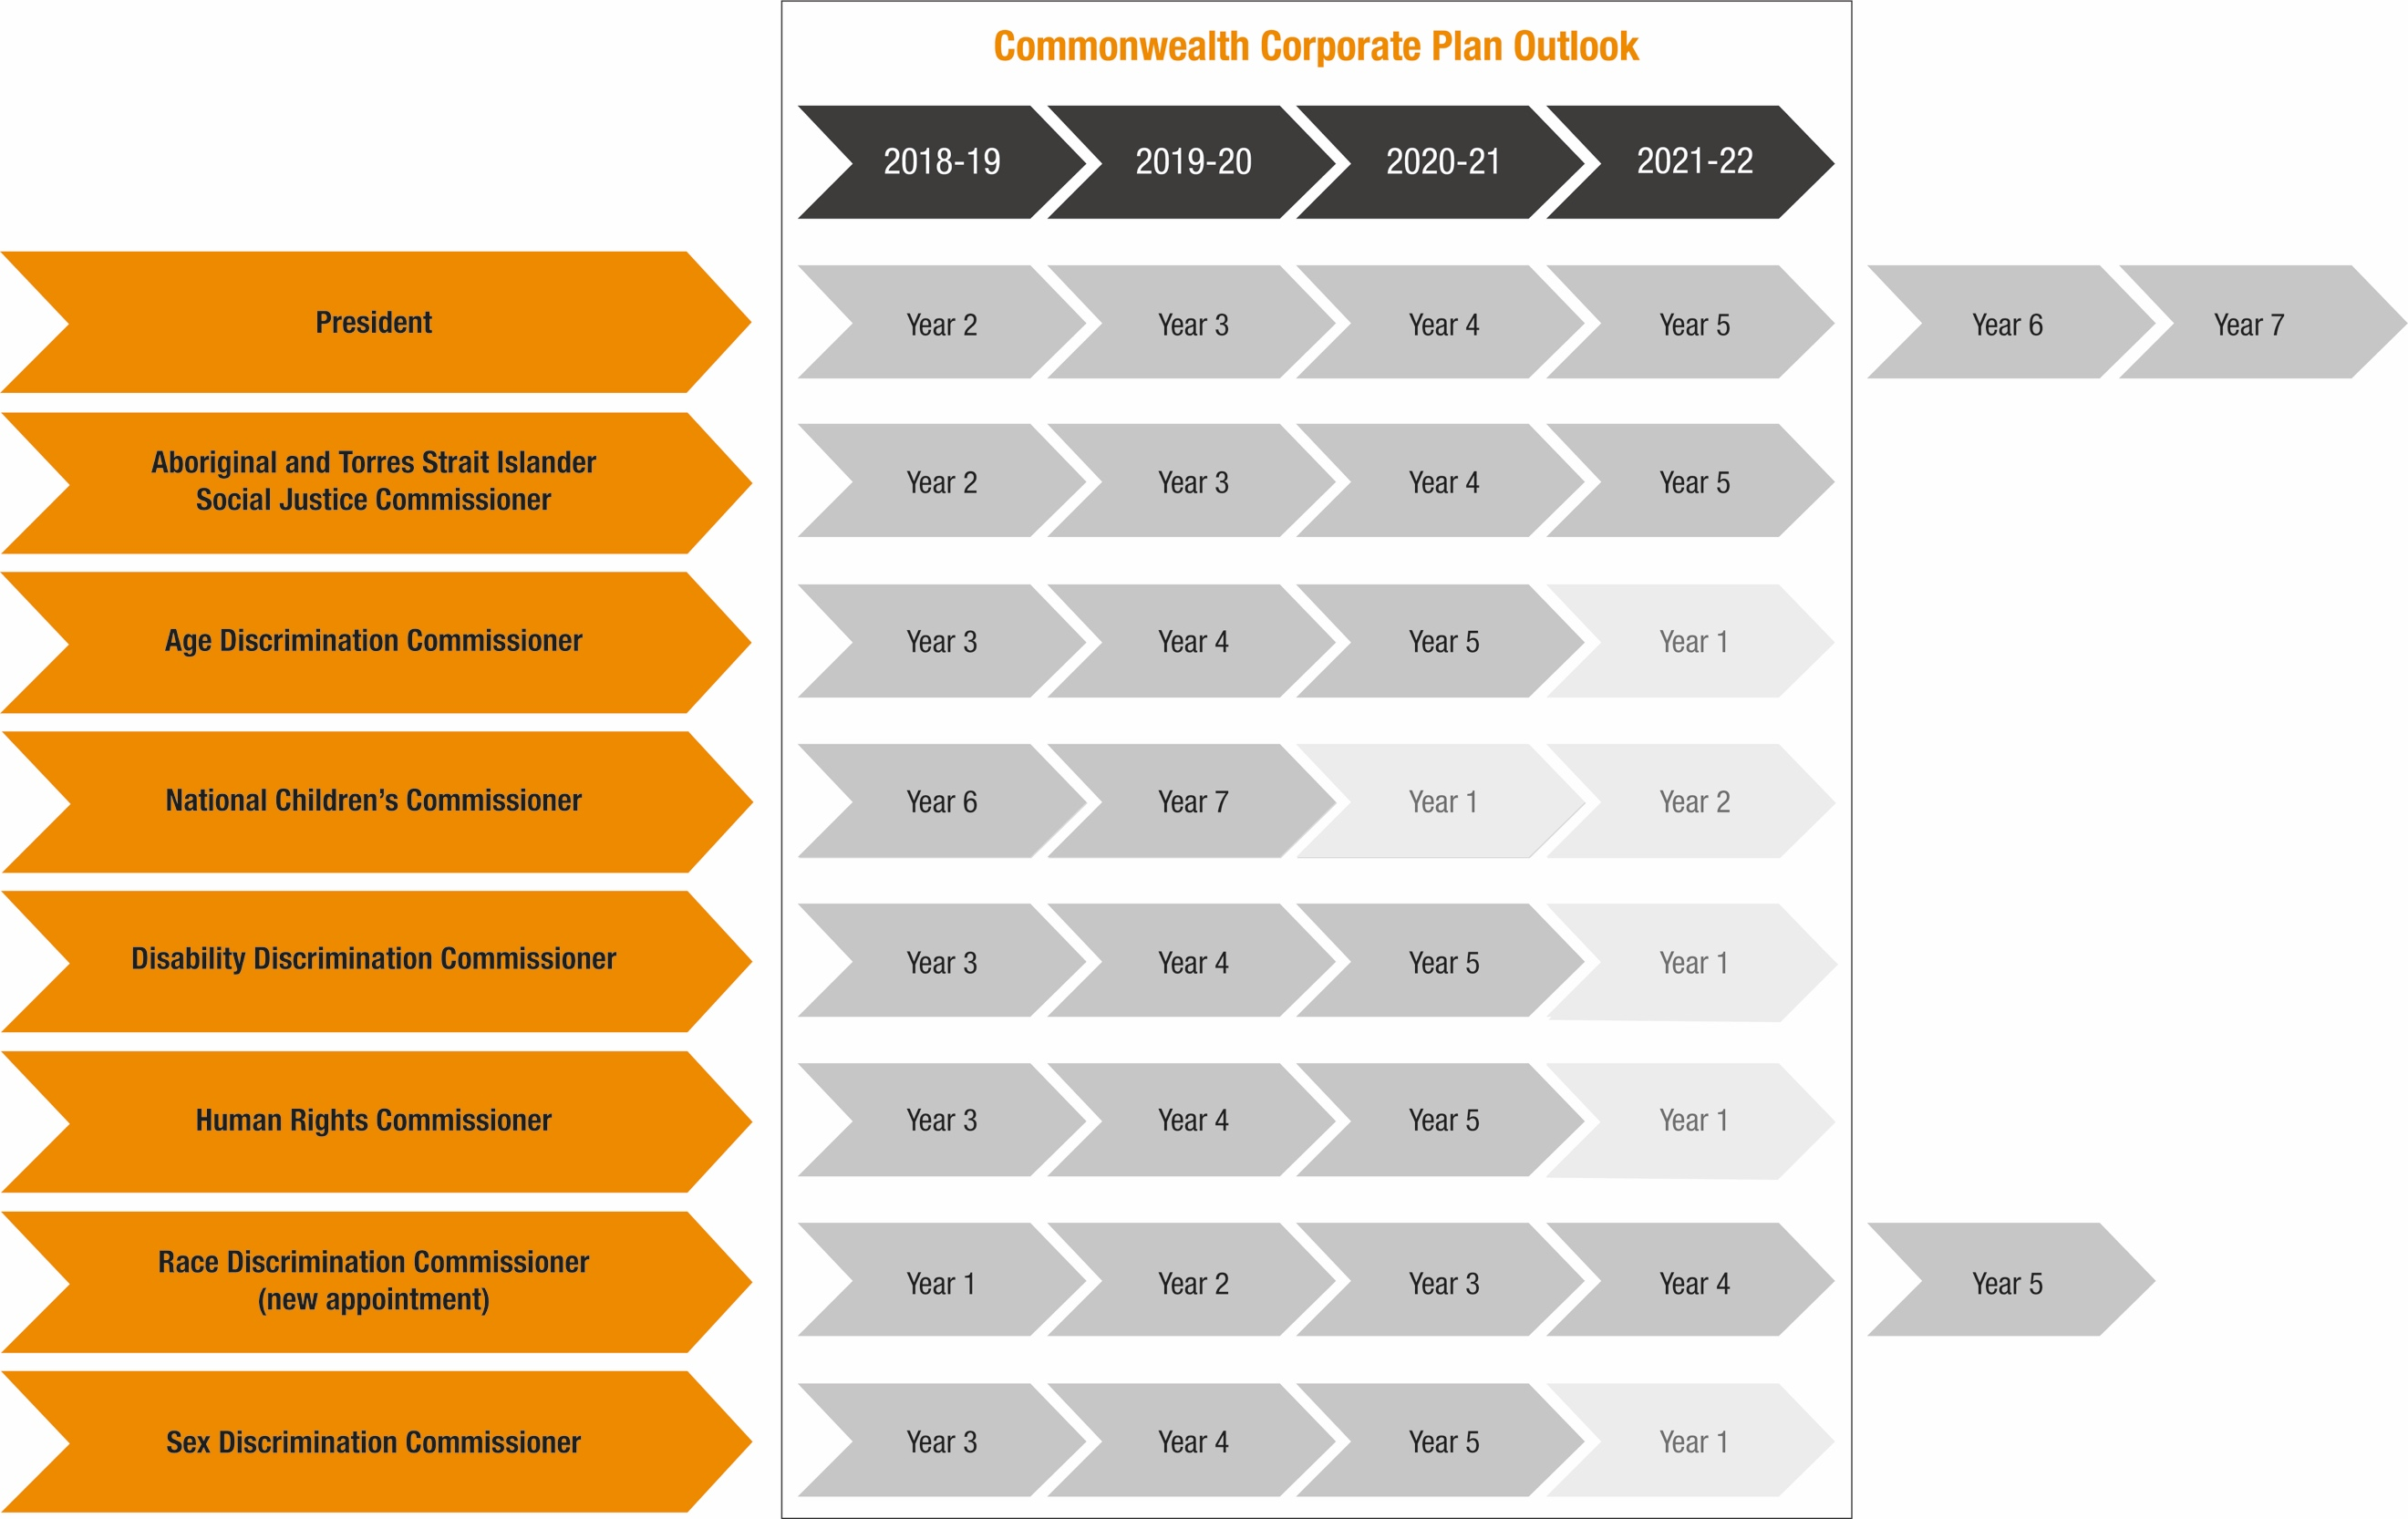 Commonwealth Corporate Plan Outlook
2018-19 2019-20 2020-21 2021-22
President Year 2 Year 3 Year 4 Year 5 Year 6 Year 7
Aboriginal and Torres Strait Islander
Social Justice Commissioner Year 2 Year 3 Year 4 Year 5
Age Discrimination Commissioner Year 3 Year 4 Year 5 Year 1
National Children’s Commissioner Year 6 Year 7 Year 1 Year 2
Disability Discrimination Commissioner Year 3 Year 4 Year 5 Year 1
Human Rights Commissioner Year 3 Year 4 Year 5 Year 1
Race Discrimination Commissioner
(new appointment) Year 1 Year 2 Year 3 Year 4 Year 5
Sex Discrimination Commissioner Year 3 Year 4 Year 5 Year 1